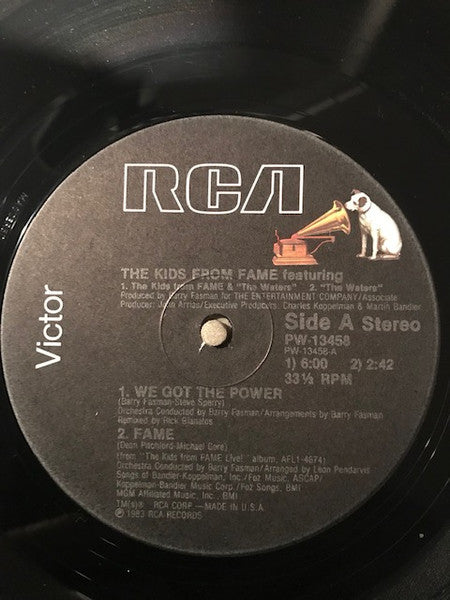 RCA
Victor
THE KIDS FROM FAME featuring
1. The Kids from FAME & "The Waters" 2. "The Waters"
Produced by Barry Fasman for THE ENTERTAINMENT COMPANY/Associate
Producer: John Arrias/Executive Producers: Charles Koppelman & Martin Bandier
Side A Stereo
PW-13458
PW-13458-A
1) 6:00 2) 2:42
33⅓ RPM
1. WE GOT THE POWER
(Barry Fasman-Steve Sperry)
Orchestra Conducted by Barry Fasman/Arrangements by Barry Fasman
Remixed by Rick Gianatos
2. FAME
(Dean Pitchford-Michael Gore)
(from "The Kids from FAME Live!" album, AFL1-4674)
Orchestra Conducted by Barry Fasman/Arranged by Leon Pendarvis
Songs of Bandier-Koppelman, Inc./Foz Music, ASCAP/
Koppelman-Bandier Music Corp./Foz Songs, BMI
MGM Affiliated Music, Inc., BMI
TM(s)® RCA CORP — MADE IN U.S.A.
© 1983 RCA RECORDS